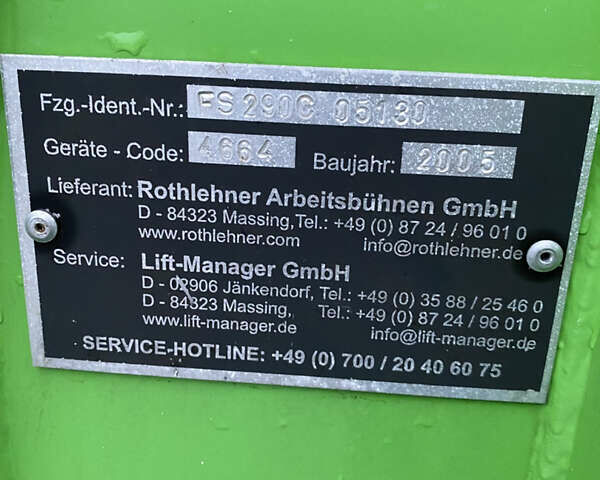 Fzg.-Ident.-Nr.: FS290C 05130
Geräte - Code: 4664 Baujahr: 2005
Lieferant: Rothlehner Arbeitsbühnen GmbH
D - 84323 Massing,Tel.: +49 (0) 87 24 / 96 01 0
www.rothlehner.com info@rothlehner.de
Service: Lift-Manager GmbH
D - 02906 Jänkendorf, Tel.: +49 (0) 35 88 / 25 46 0
D - 84323 Massing, Tel.: +49 (0) 87 24 / 96 01 0
www.lift-manager.de info@lift-manager.de
SERVICE-HOTLINE: +49 (0) 700 / 20 40 60 75